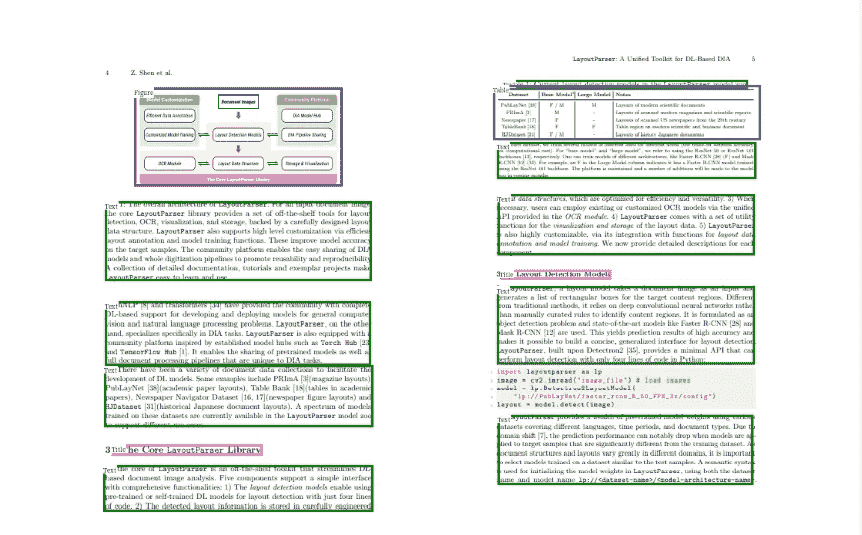 4 Z. Shen et al.
Figure
Model Customization
Document Images
Community Platform
Efficient Data Annotation
DIA Model Hub
Customized Model Training
Layout Detection Models
DIA Pipeline Sharing
OCR Module
Layout Data Structure
Storage & Visualization
The Core LayoutParser Library
Text 1: The overall architecture of LayoutParser. For an input document image,
the core LayoutParser library provides a set of off-the-shelf tools for layout
detection, OCR, visualization, and storage, backed by a carefully designed layout
data structure. LayoutParser also supports high level customization via efficient
layout annotation and model training functions. These improve model accuracy
on the target samples. The community platform enables the easy sharing of DIA
models and whole digitization pipelines to promote reusability and reproducibility.
A collection of detailed documentation, tutorials and exemplar projects make
LayoutParser easy to learn and use.
Text
[8] and transformers [34] have provided the community with complete
DL-based support for developing and deploying models for general computer
vision and natural language processing problems. LayoutParser, on the other
hand, specializes specifically in DIA tasks. LayoutParser is also equipped with a
community platform inspired by established model hubs such as Torch Hub [23]
and TensorFlow Hub [1]. It enables the sharing of pretrained models as well as
full document processing pipelines that are unique to DIA tasks.
Text There have been a variety of document data collections to facilitate the
development of DL models. Some examples include PRImA [3](magazine layouts),
PubLayNet [38](academic paper layouts), Table Bank [18](tables in academic
papers), Newspaper Navigator Dataset [16, 17](newspaper figure layouts) and
HJDataset [31](historical Japanese document layouts). A spectrum of models
trained on these datasets are currently available in the LayoutParser model zoo
to support different use cases.
3 Title The Core LayoutParser Library
Text the core of LayoutParser is an off-the-shelf toolkit that streamlines DL-
based document image analysis. Five components support a simple interface
with comprehensive functionalities: 1) The layout detection models enable using
pre-trained or self-trained DL models for layout detection with just four lines
of code. 2) The detected layout information is stored in carefully engineered
LayoutParser: A Unified Toolkit for DL-Based DIA 5
1: Current layout detection models in the LayoutParser model zoo
Table
Dataset Base Model Large Model Notes
PubLayNet [38] F / M M Layouts of modern scientific documents
PRImA [3] M - Layouts of scanned modern magazines and scientific reports
Newspaper [17] F - Layouts of scanned US newspapers from the 20th century
TableBank [18] F F Table region on modern scientific and business document
HJDataset [31] F / M - Layouts of history Japanese documents
Text each dataset, we train several models
in computational cost). For "base model" and "large model", we refer to using the ResNet 50 or ResNet 101
backbones [13], respectively. One can train models of different architectures, like Faster R-CNN [28] (F) and Mask
R-CNN [12] (M). For example, an F in the Large Model column indicates it has a Faster R-CNN model trained
using the ResNet 101 backbone. The platform is maintained and a number of additions will be made to the model
zoo in coming months.
Text data structures, which are optimized for efficiency and versatility. 3) When
necessary, users can employ existing or customized OCR models via the unified
API provided in the OCR module. 4) LayoutParser comes with a set of utility
functions for the visualization and storage of the layout data. 5) LayoutParser
is also highly customizable, via its integration with functions for layout data
annotation and model training. We now provide detailed descriptions for each
component.
3 Title Layout Detection Models
Text LayoutParser, a layout model takes a document image as an input and
generates a list of rectangular boxes for the target content regions. Different
from traditional methods, it relies on deep convolutional neural networks rather
than manually curated rules to identify content regions. It is formulated as an
object detection problem and state-of-the-art models like Faster R-CNN [28] and
Mask R-CNN [12] are used. This yields prediction results of high accuracy and
makes it possible to build a concise, generalized interface for layout detection.
LayoutParser, built upon Detectron2 [35], provides a minimal API that can
perform layout detection with only four lines of code in Python:
import layoutparser as lp
image = cv2.imread("image_file") # load images
model = lp.Detectron2LayoutModel(
"lp://PubLayNet/faster_rcnn_R_50_FPN_3x/config")
layout = model.detect(image)
Text LayoutParser provides a wealth of pre-trained model weights using various
datasets covering different languages, time periods, and document types. Due to
domain shift [7], the prediction performance can notably drop when models are ap-
plied to target samples that are significantly different from the training dataset. As
document structures and layouts vary greatly in different domains, it is important
to select models trained on a dataset similar to the test samples. A semantic syntax
is used for initializing the model weights in LayoutParser, using both the dataset
name and model name lp://<dataset-name>/<model-architecture-name>.